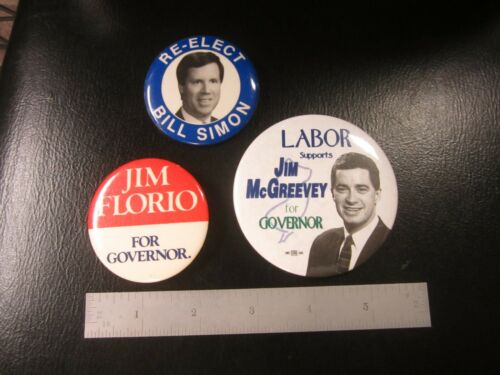 RE-ELECT
BILL SIMON
LABOR
Supports
JIM
McGREEVEY
for
GOVERNOR
JIM
FLORIO
FOR
GOVERNOR.
1
2
3
4
5